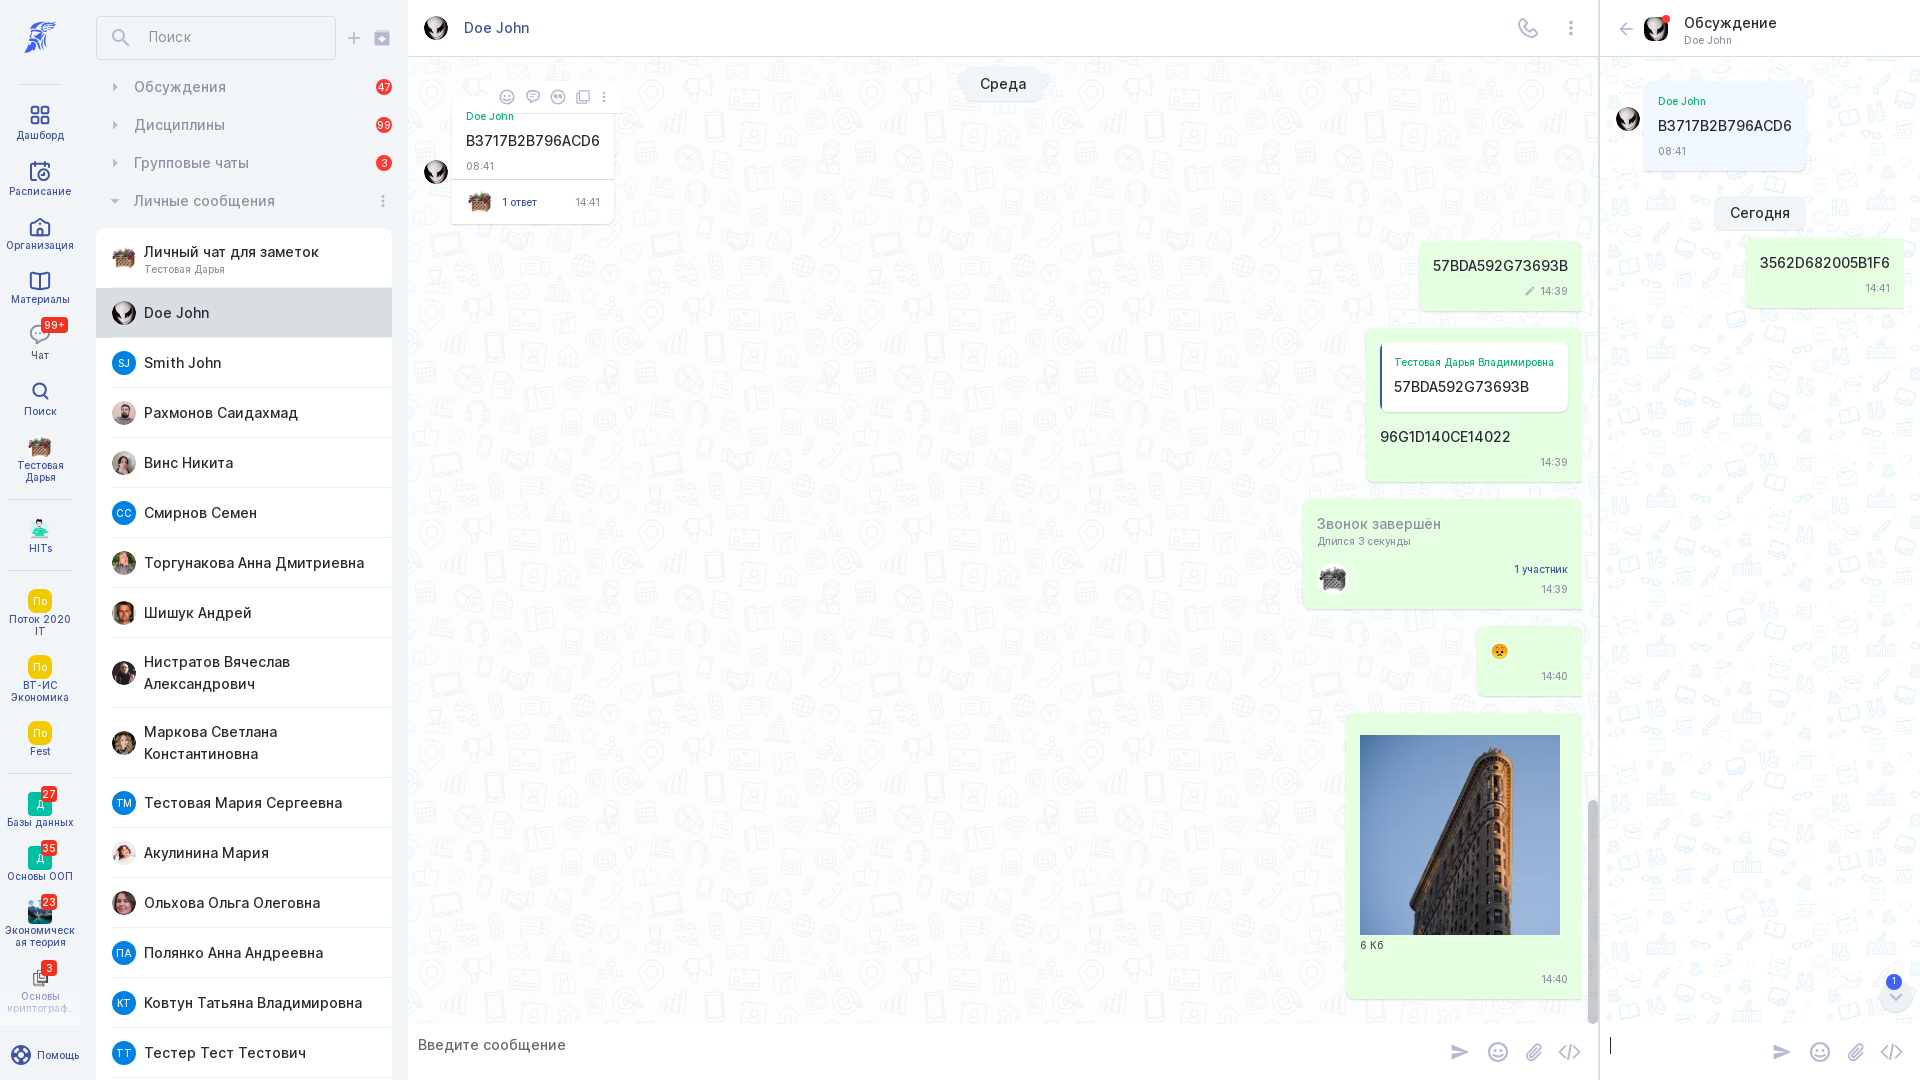 Дашборд
Расписание
Организация
Материалы
99+
Чат
Поиск
Тестовая
Дарья
HITs
По
Поток 2020
IT
По
ВТ-ИС
Экономика
По
Fest
27
Д
Базы данных
35
Д
Основы ООП
23
Экономическ
ая теория
3
Основы
криптограф...
Помощь
Поиск
Обсуждения
47
Дисциплины
99
Групповые чаты
3
Личные сообщения
Личный чат для заметок
Тестовая Дарья
Doe John
SJ
Smith John
Рахмонов Саидахмад
Винс Никита
СС
Смирнов Семен
Торгунакова Анна Дмитриевна
Шишук Андрей
Нистратов Вячеслав
Александрович
Маркова Светлана
Константиновна
ТМ
Тестовая Мария Сергеевна
Акулинина Мария
Ольхова Ольга Олеговна
ПА
Полянко Анна Андреевна
КТ
Ковтун Татьяна Владимировна
ТТ
Тестер Тест Тестович
Doe John
Среда
Doe John
B3717B2B796ACD6
08:41
1 ответ
14:41
57BDA592G73693B
14:39
Тестовая Дарья Владимировна
57BDA592G73693B
96G1D140CE14022
14:39
Звонок завершён
Длился 3 секунды
1 участник
14:39
14:40
6 Кб
14:40
Введите сообщение
Обсуждение
Doe John
Doe John
B3717B2B796ACD6
08:41
Сегодня
3562D682005B1F6
14:41
1